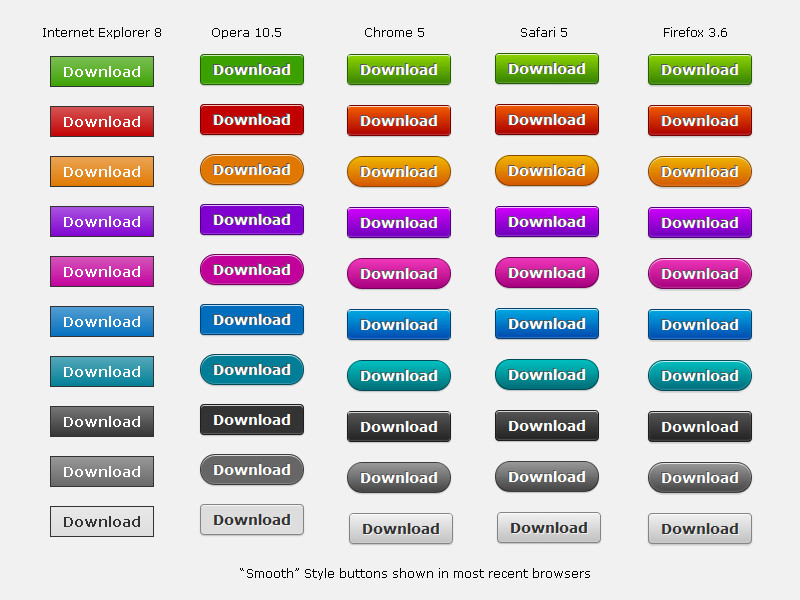 Internet Explorer 8 Opera 10.5 Chrome 5 Safari 5 Firefox 3.6
Download Download Download Download Download
Download Download Download Download Download
Download Download Download Download Download
Download Download Download Download Download
Download Download Download Download Download
Download Download Download Download Download
Download Download Download Download Download
Download Download Download Download Download
Download Download Download Download Download
Download Download Download Download Download
“Smooth” Style buttons shown in most recent browsers